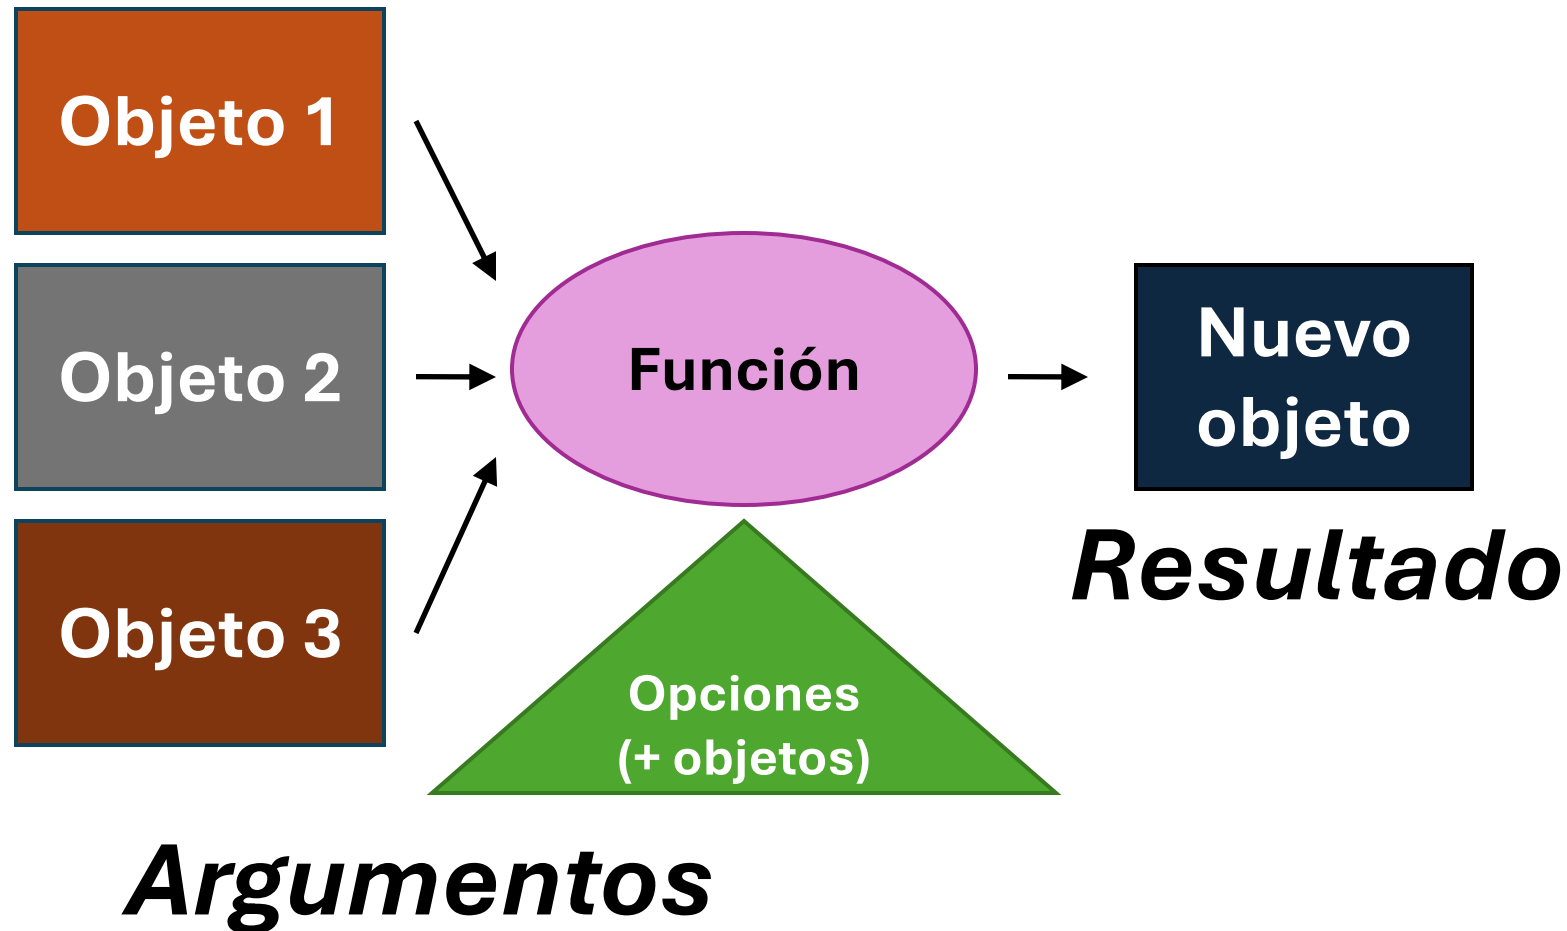 Objeto 1
Objeto 2
Objeto 3
Función
Opciones
(+ objetos)
Nuevo
objeto
Resultado
Argumentos